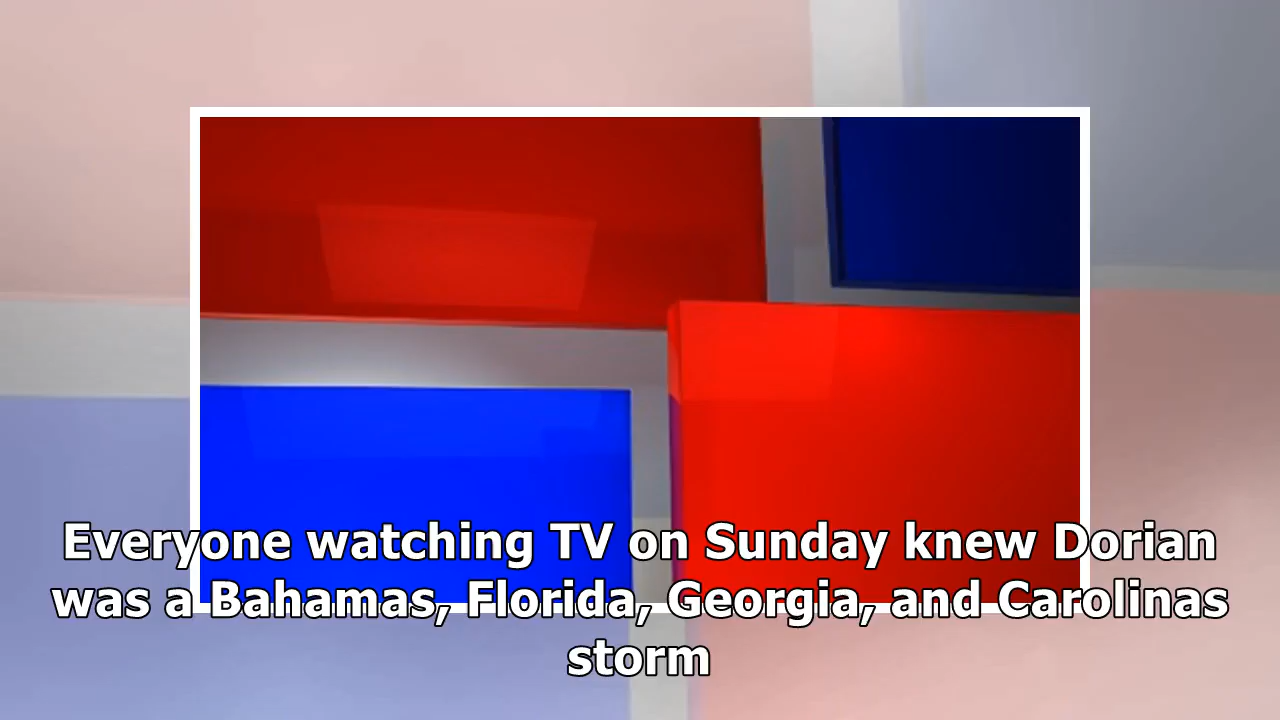 Everyone watching TV on Sunday knew Dorian
was a Bahamas, Florida, Georgia, and Carolinas
storm